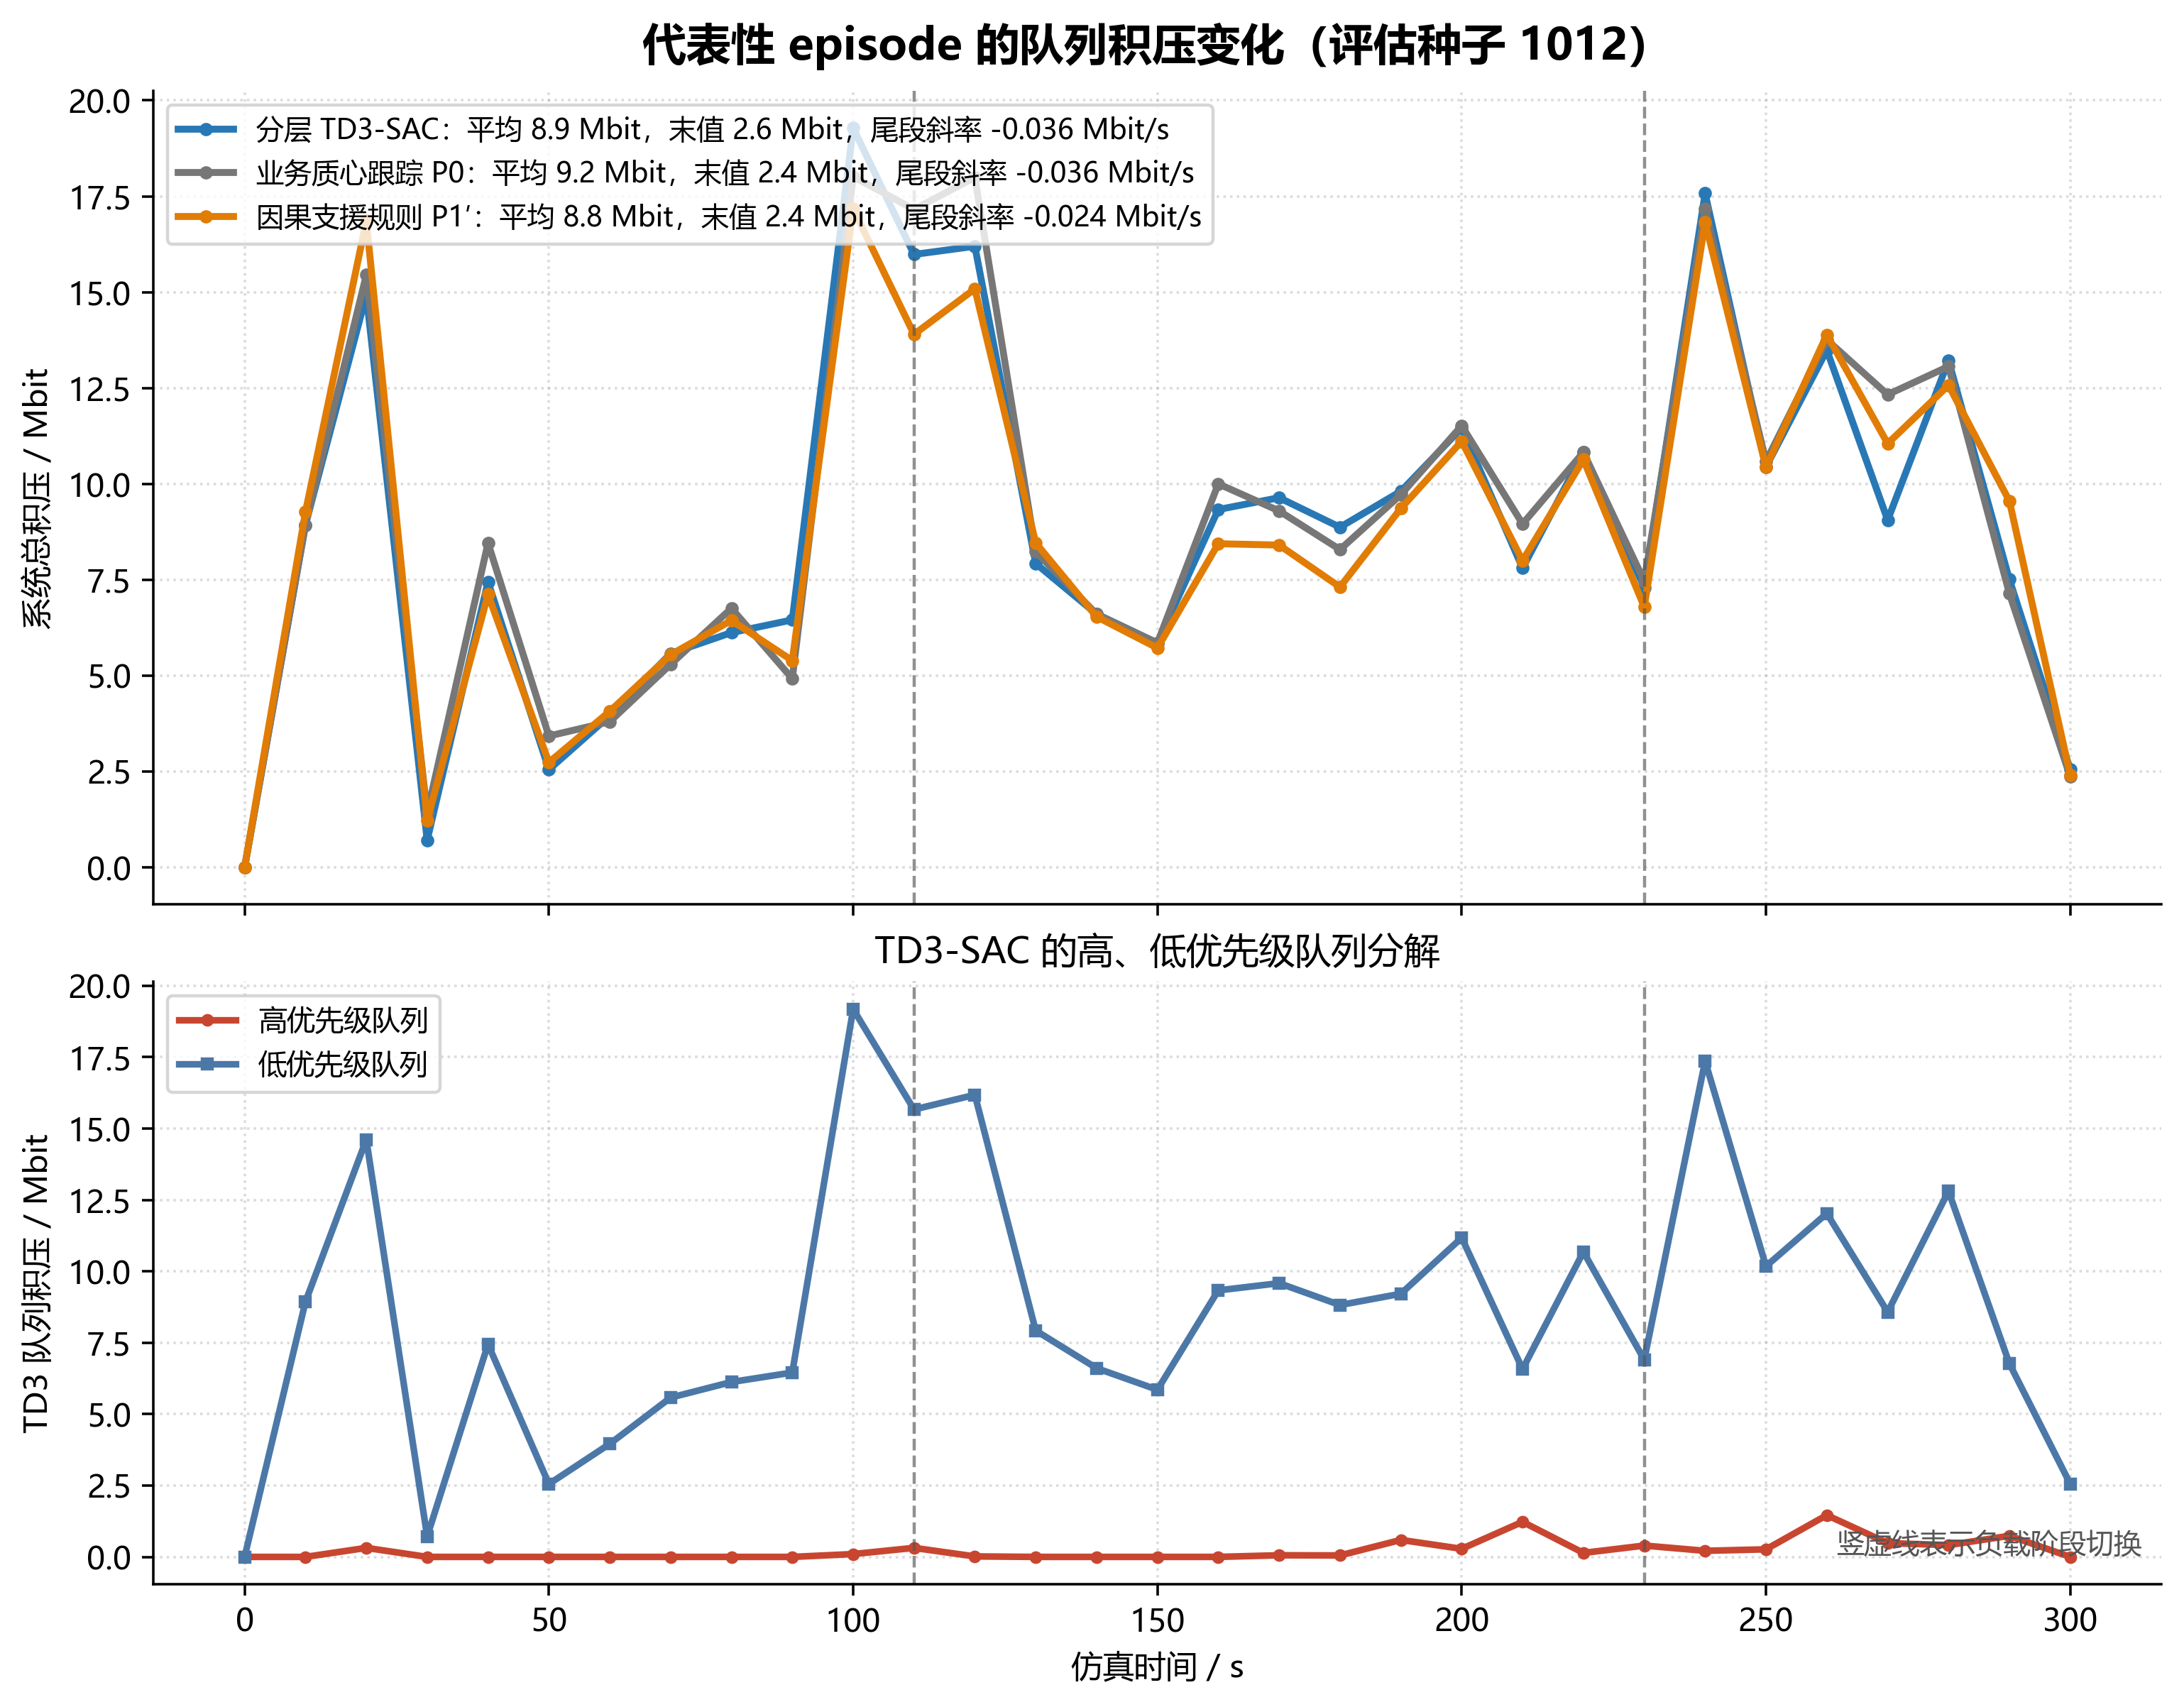 代表性 episode 的队列积压变化（评估种子 1012）
20.0
17.5
15.0
12.5
10.0
7.5
5.0
2.5
0.0
系统总积压 / Mbit
分层 TD3-SAC：平均 8.9 Mbit，末值 2.6 Mbit，尾段斜率 -0.036 Mbit/s
业务质心跟踪 P0：平均 9.2 Mbit，末值 2.4 Mbit，尾段斜率 -0.036 Mbit/s
因果支援规则 P1′：平均 8.8 Mbit，末值 2.4 Mbit，尾段斜率 -0.024 Mbit/s
TD3-SAC 的高、低优先级队列分解
20.0
17.5
15.0
12.5
10.0
7.5
5.0
2.5
0.0
TD3 队列积压 / Mbit
高优先级队列
低优先级队列
竖虚线表示负载阶段切换
0 50 100 150 200 250 300
仿真时间 / s